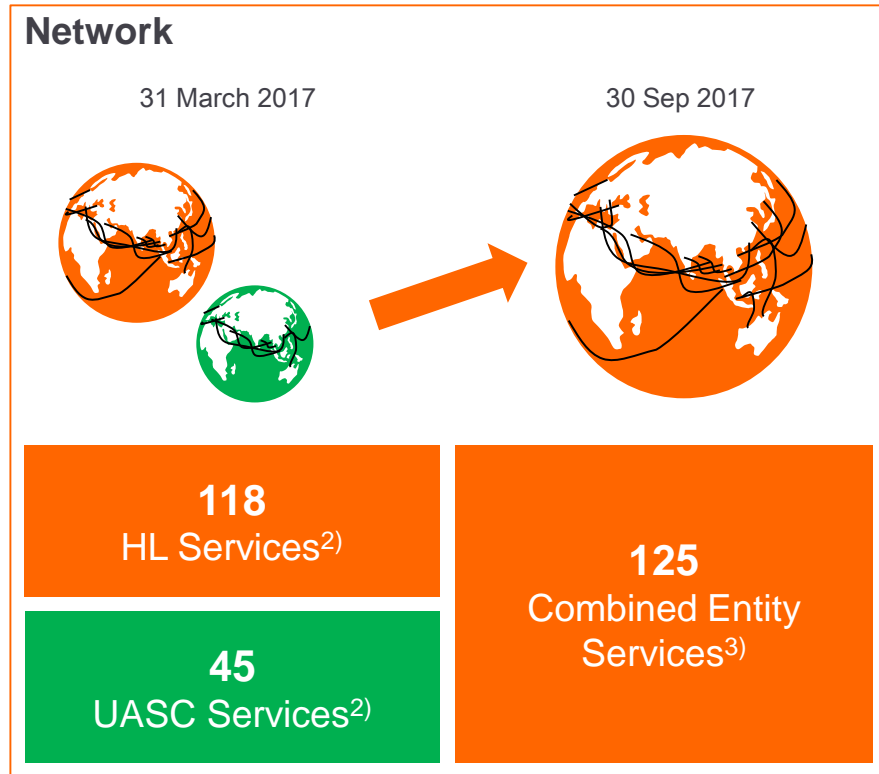 Network
31 March 2017
30 Sep 2017
118
HL Services2)
45
UASC Services2)
125
Combined Entity
Services3)